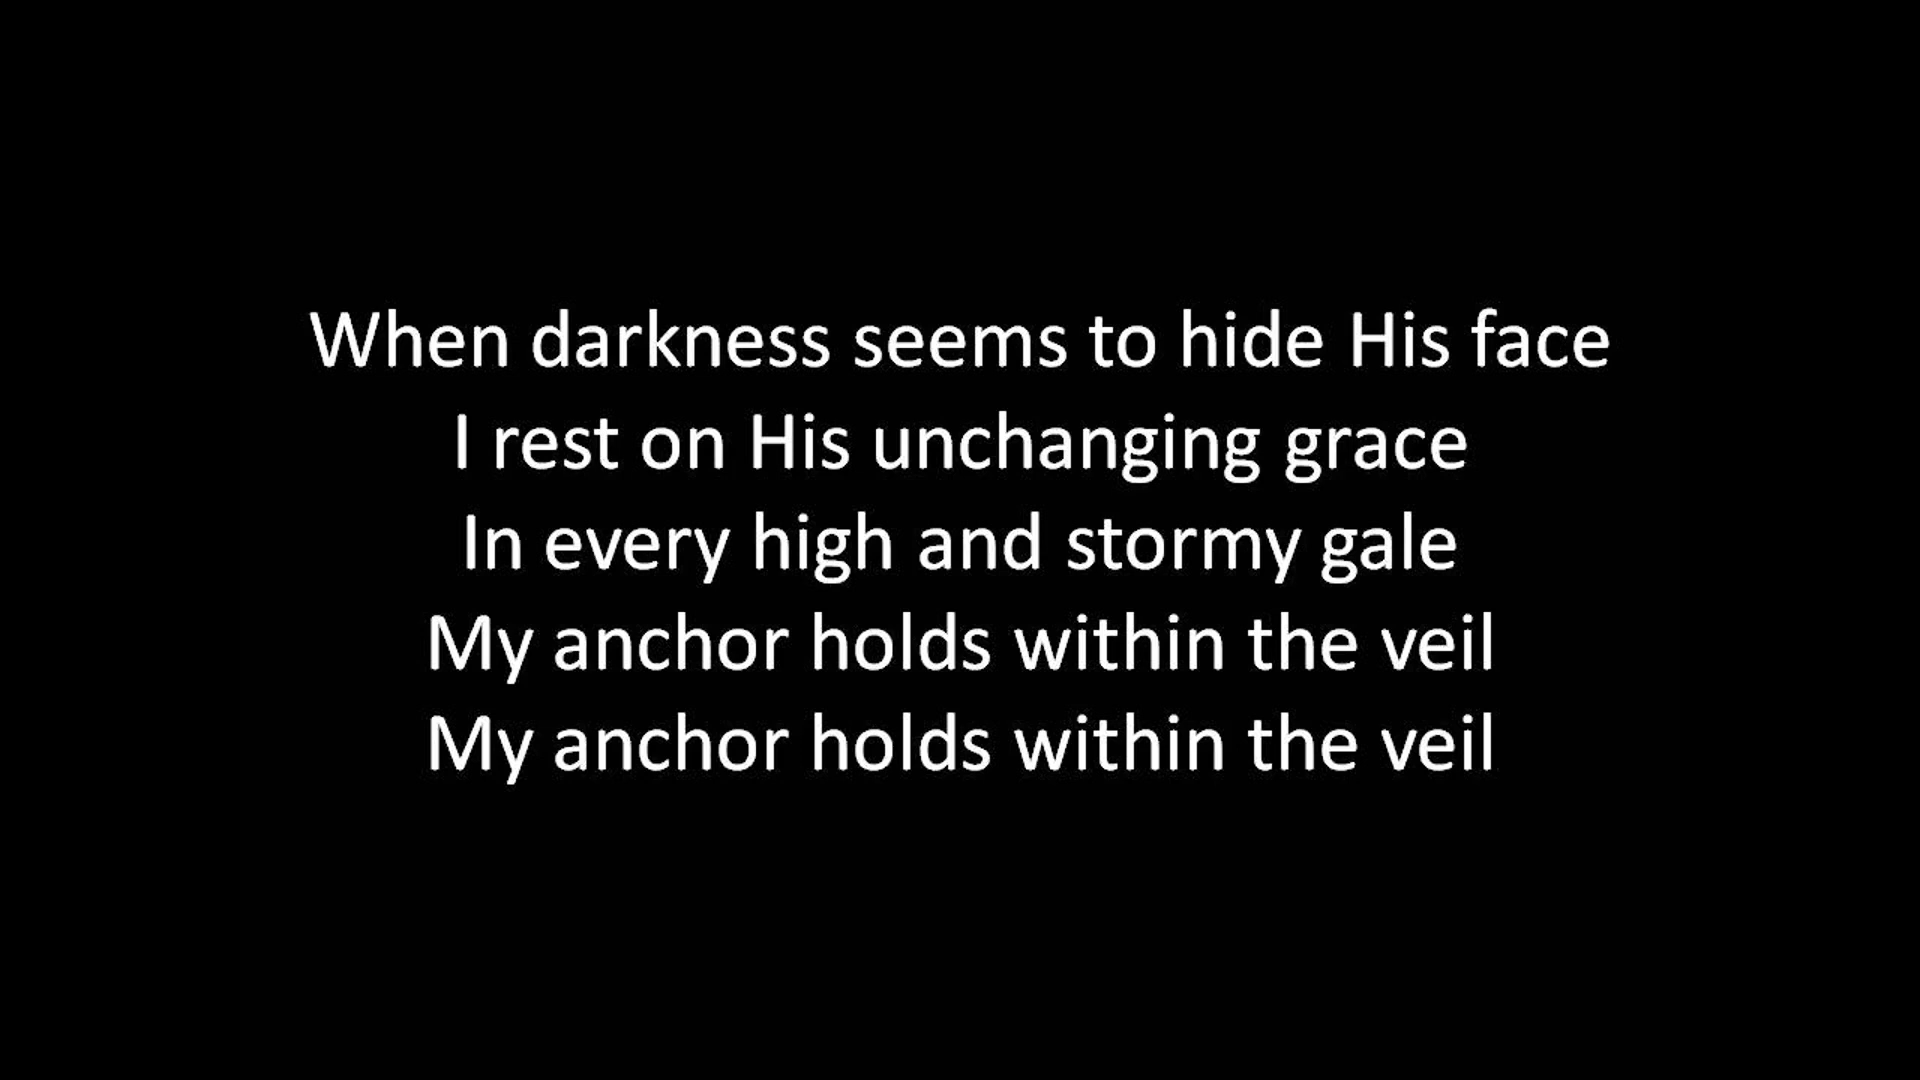 When darkness seems to hide His face
I rest on His unchanging grace
In every high and stormy gale
My anchor holds within the veil
My anchor holds within the veil